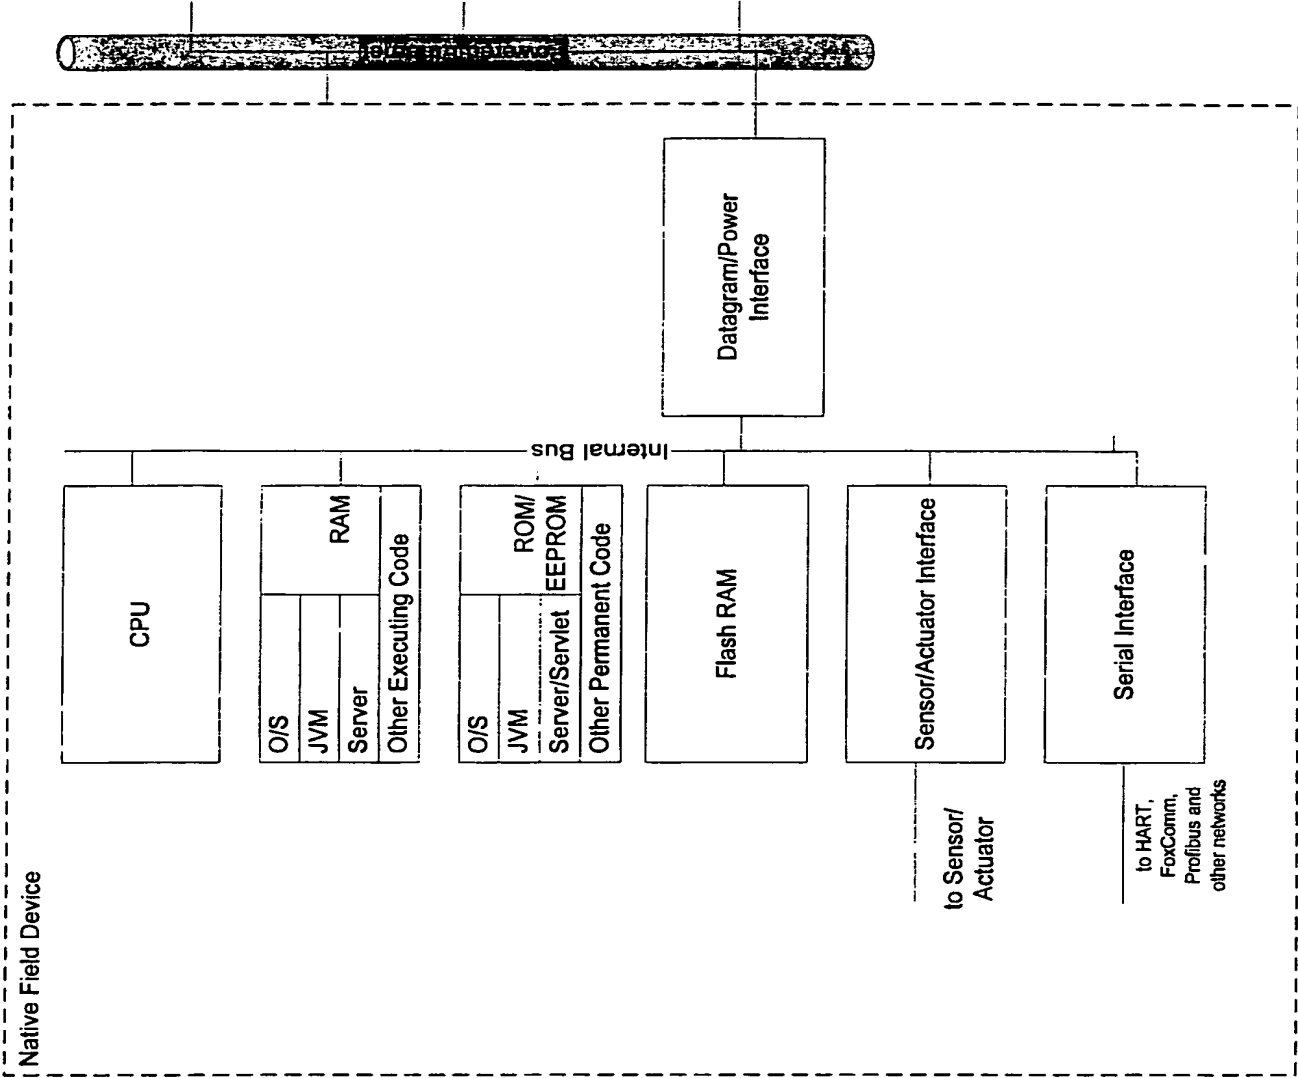 Native Field Device
CPU
O/S
JVM
Server
RAM
Other Executing Code
O/S
JVM
Server/Servlet
ROM/
EEPROM
Other Permanent Code
Flash RAM
Sensor/Actuator Interface
Serial Interface
to Sensor/
Actuator
to HART,
FoxComm,
Profibus and
other networks
Internal Bus
Datagram/Power
Interface